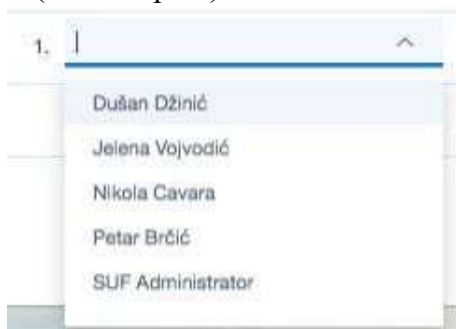 1.
Dušan Džinić
Jelena Vojvodić
Nikola Cavara
Petar Brčić
SUF Administrator